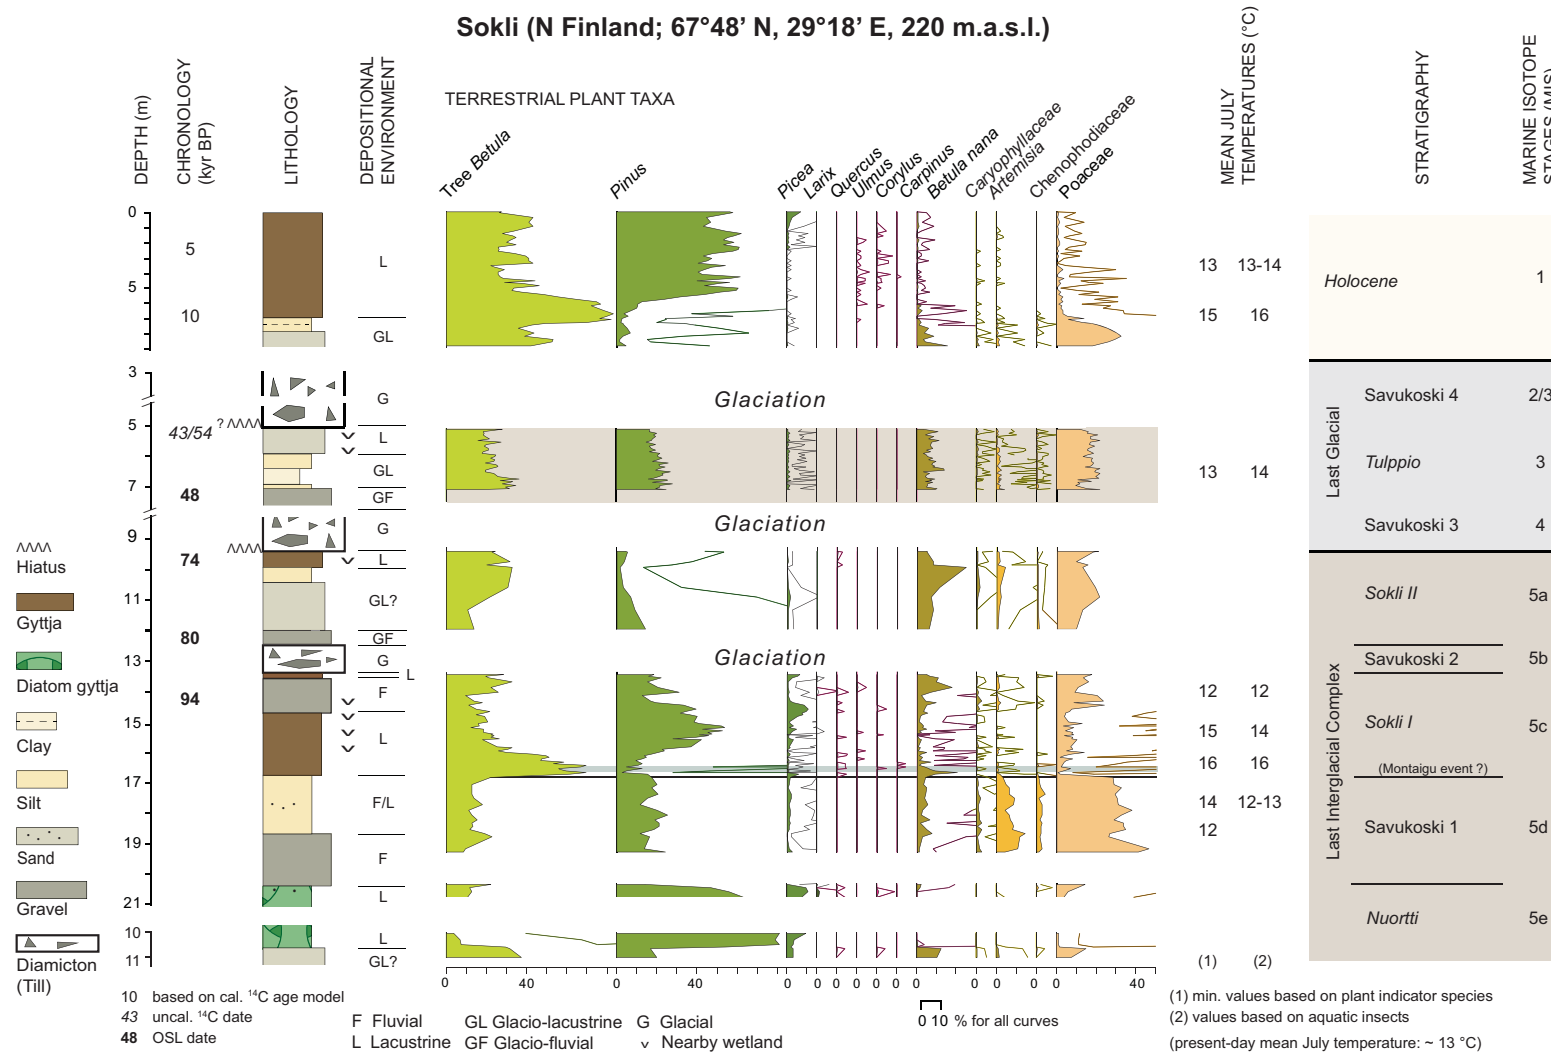 Sokli (N Finland; 67°48’ N, 29°18’ E, 220 m.a.s.l.)
DEPTH (m)
CHRONOLOGY
(kyr BP)
LITHOLOGY
DEPOSITIONAL
ENVIRONMENT
TERRESTRIAL PLANT TAXA
Tree Betula
Pinus
Picea
Larix
Quercus
Ulmus
Corylus
Carpinus
Betula nana
Caryophyllaceae
Artemisia
Chenophodiaceae
Poaceae
MEAN JULY
TEMPERATURES (°C)
STRATIGRAPHY
MARINE ISOTOPE
STAGES (MIS)
0
5
L
13 13-14
Holocene 1
5
10
15 16
GL
3
G
Glaciation
Savukoski 4 2/3
5
? ^^^^
43/54
L
GL
13 14
Tulppio 3
Last Glacial
7
48
GF
9
G
Glaciation
Savukoski 3 4
^^^^
74
L
11
GL?
Sokli II 5a
80
GF
13
G
Glaciation
Savukoski 2 5b
L
94
F
12 12
15
L
15 14
Sokli I 5c
16 16
(Montaigu event ?)
17
F/L
14 12-13
12
Savukoski 1 5d
Last Interglacial Complex
19
F
21
L
Nuortti 5e
10
L
11
GL?
(1) (2)
0 40 0 40 0 0 0 0 0 0 0 0 0 0 0 40
^^^^
Hiatus
Gyttja
Diatom gyttja
Clay
Silt
Sand
Gravel
Diamicton
(Till)
10 based on cal. ¹⁴C age model
43 uncal. ¹⁴C date
48 OSL date
F Fluvial GL Glacio-lacustrine G Glacial
L Lacustrine GF Glacio-fluvial v Nearby wetland
0 10 % for all curves
(1) min. values based on plant indicator species
(2) values based on aquatic insects
(present-day mean July temperature: ~ 13 °C)